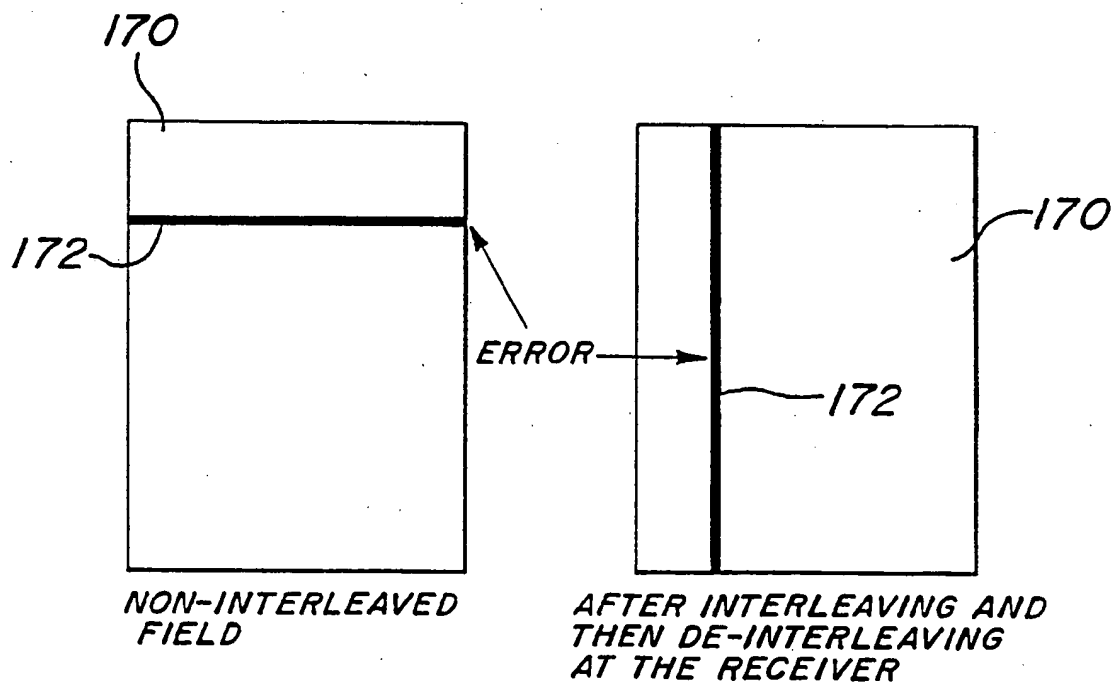 170
172
ERROR
170
172
NON-INTERLEAVED
FIELD
AFTER INTERLEAVING AND
THEN DE-INTERLEAVING
AT THE RECEIVER